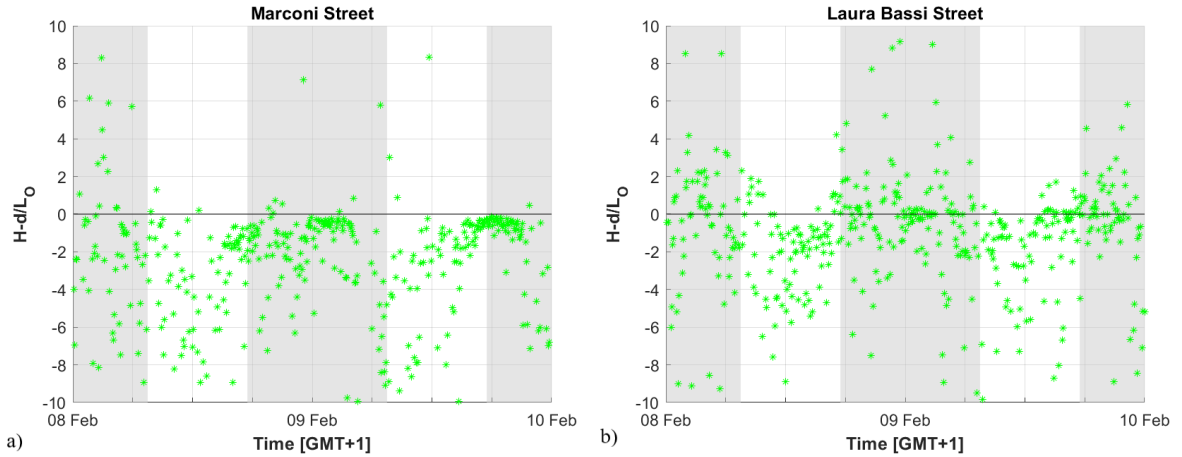 Marconi Street
10
8
6
4
2
0
-2
-4
-6
-8
-10
H-d/L_O
08 Feb
09 Feb
10 Feb
Time [GMT+1]
a)
Laura Bassi Street
10
8
6
4
2
0
-2
-4
-6
-8
-10
H-d/L_O
08 Feb
09 Feb
10 Feb
Time [GMT+1]
b)